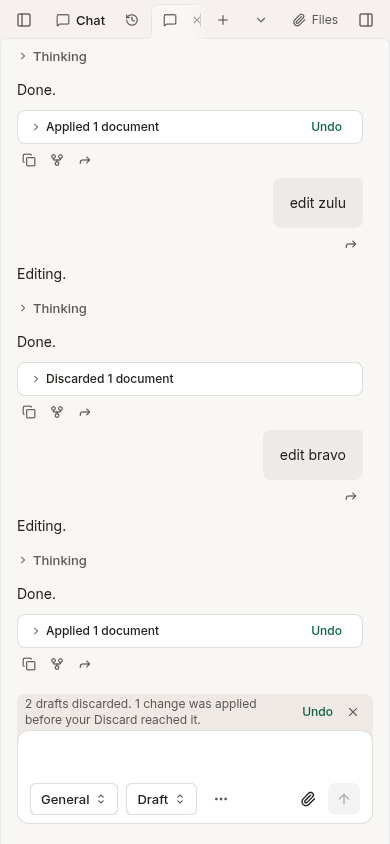 Chat
Files
Thinking
Done.
Applied 1 document
Undo
edit zulu
Editing.
Thinking
Done.
Discarded 1 document
edit bravo
Editing.
Thinking
Done.
Applied 1 document
Undo
2 drafts discarded. 1 change was applied
before your Discard reached it.
Undo
General
Draft